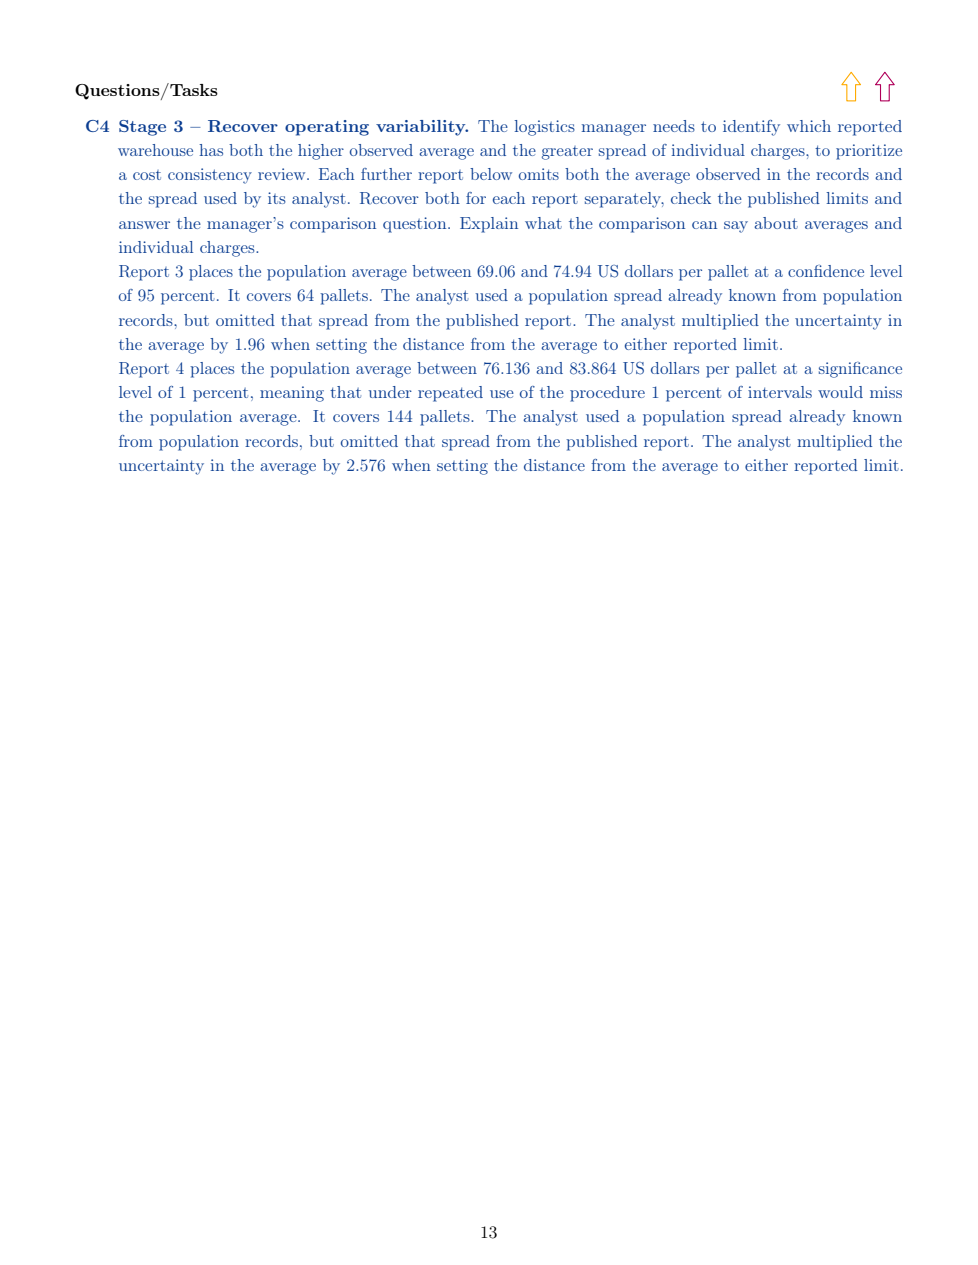 Questions/Tasks
C4 Stage 3 – Recover operating variability. The logistics manager needs to identify which reported
warehouse has both the higher observed average and the greater spread of individual charges, to prioritize
a cost consistency review. Each further report below omits both the average observed in the records and
the spread used by its analyst. Recover both for each report separately, check the published limits and
answer the manager's comparison question. Explain what the comparison can say about averages and
individual charges.
Report 3 places the population average between 69.06 and 74.94 US dollars per pallet at a confidence level
of 95 percent. It covers 64 pallets. The analyst used a population spread already known from population
records, but omitted that spread from the published report. The analyst multiplied the uncertainty in
the average by 1.96 when setting the distance from the average to either reported limit.
Report 4 places the population average between 76.136 and 83.864 US dollars per pallet at a significance
level of 1 percent, meaning that under repeated use of the procedure 1 percent of intervals would miss
the population average. It covers 144 pallets. The analyst used a population spread already known
from population records, but omitted that spread from the published report. The analyst multiplied the
uncertainty in the average by 2.576 when setting the distance from the average to either reported limit.
13